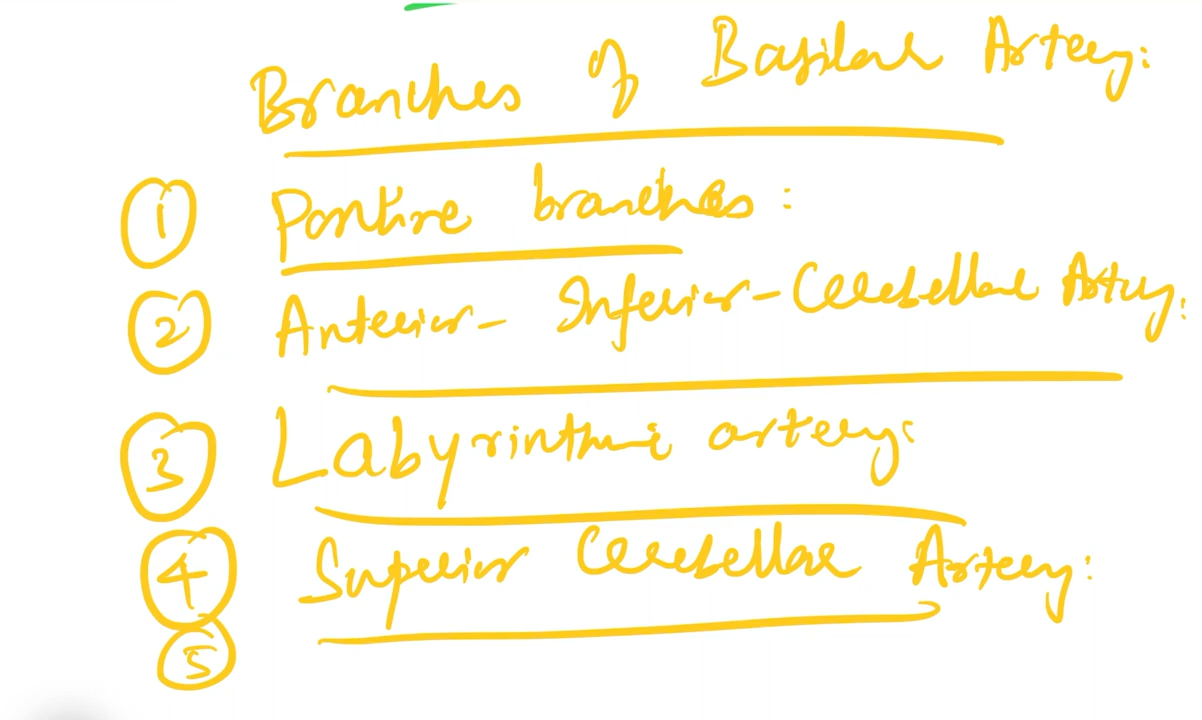 Branches of Basilar Artery:
① Pontine branches:
② Anterior- Inferior-Cerebellar Artery:
③ Labyrinthine artery:
④ Superior Cerebellar Artery:
⑤